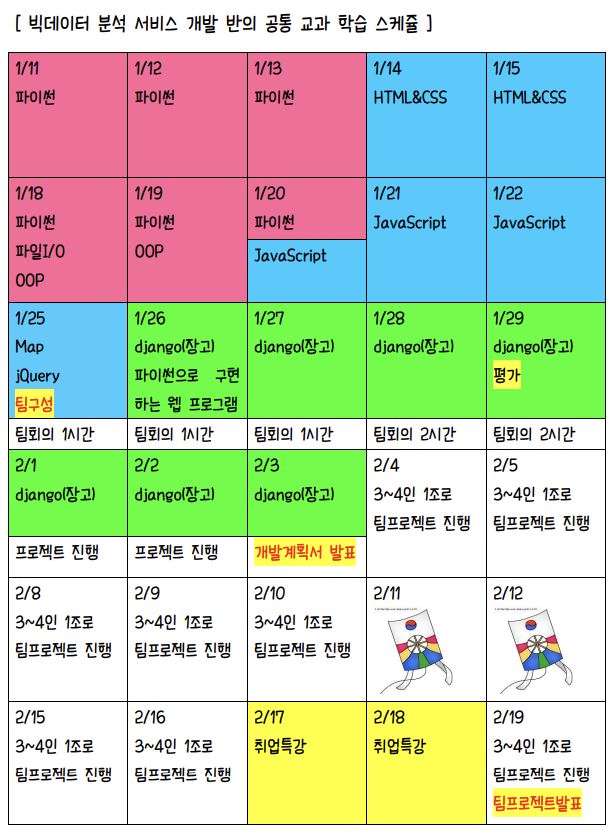 [ 빅데이터 분석 서비스 개발 반의 공통 교과 학습 스케쥴 ]
1/11
파이썬
1/12
파이썬
1/13
파이썬
1/14
HTML&CSS
1/15
HTML&CSS
1/18
파이썬
파일I/O
OOP
1/19
파이썬
OOP
1/20
파이썬
JavaScript
1/21
JavaScript
1/22
JavaScript
1/25
Map
jQuery
팀구성
1/26
django(장고)
파이썬으로 구현
하는 웹 프로그램
1/27
django(장고)
1/28
django(장고)
1/29
django(장고)
평가
팀회의 1시간
팀회의 1시간
팀회의 1시간
팀회의 2시간
팀회의 2시간
2/1
django(장고)
2/2
django(장고)
2/3
django(장고)
2/4
3~4인 1조로
팀프로젝트 진행
2/5
3~4인 1조로
팀프로젝트 진행
프로젝트 진행
프로젝트 진행
개발계획서 발표
2/8
3~4인 1조로
팀프로젝트 진행
2/9
3~4인 1조로
팀프로젝트 진행
2/10
3~4인 1조로
팀프로젝트 진행
2/11
2/12
2/15
3~4인 1조로
팀프로젝트 진행
2/16
3~4인 1조로
팀프로젝트 진행
2/17
취업특강
2/18
취업특강
2/19
3~4인 1조로
팀프로젝트 진행
팀프로젝트발표